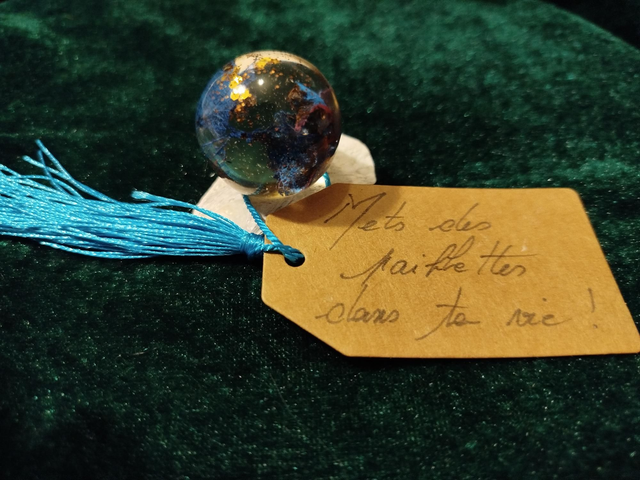 Mets des
paillettes
dans ta vie !